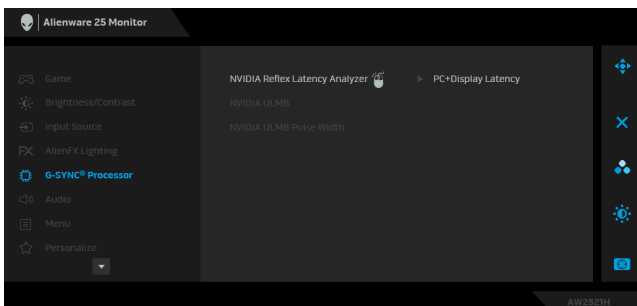 Alienware 25 Monitor
Game
Brightness/Contrast
Input Source
FX AlienFX Lighting
G-SYNC® Processor
Audio
Menu
Personalize
NVIDIA Reflex Latency Analyzer PC+Display Latency
NVIDIA ULMB
NVIDIA ULMB Pulse Width
AW2521H